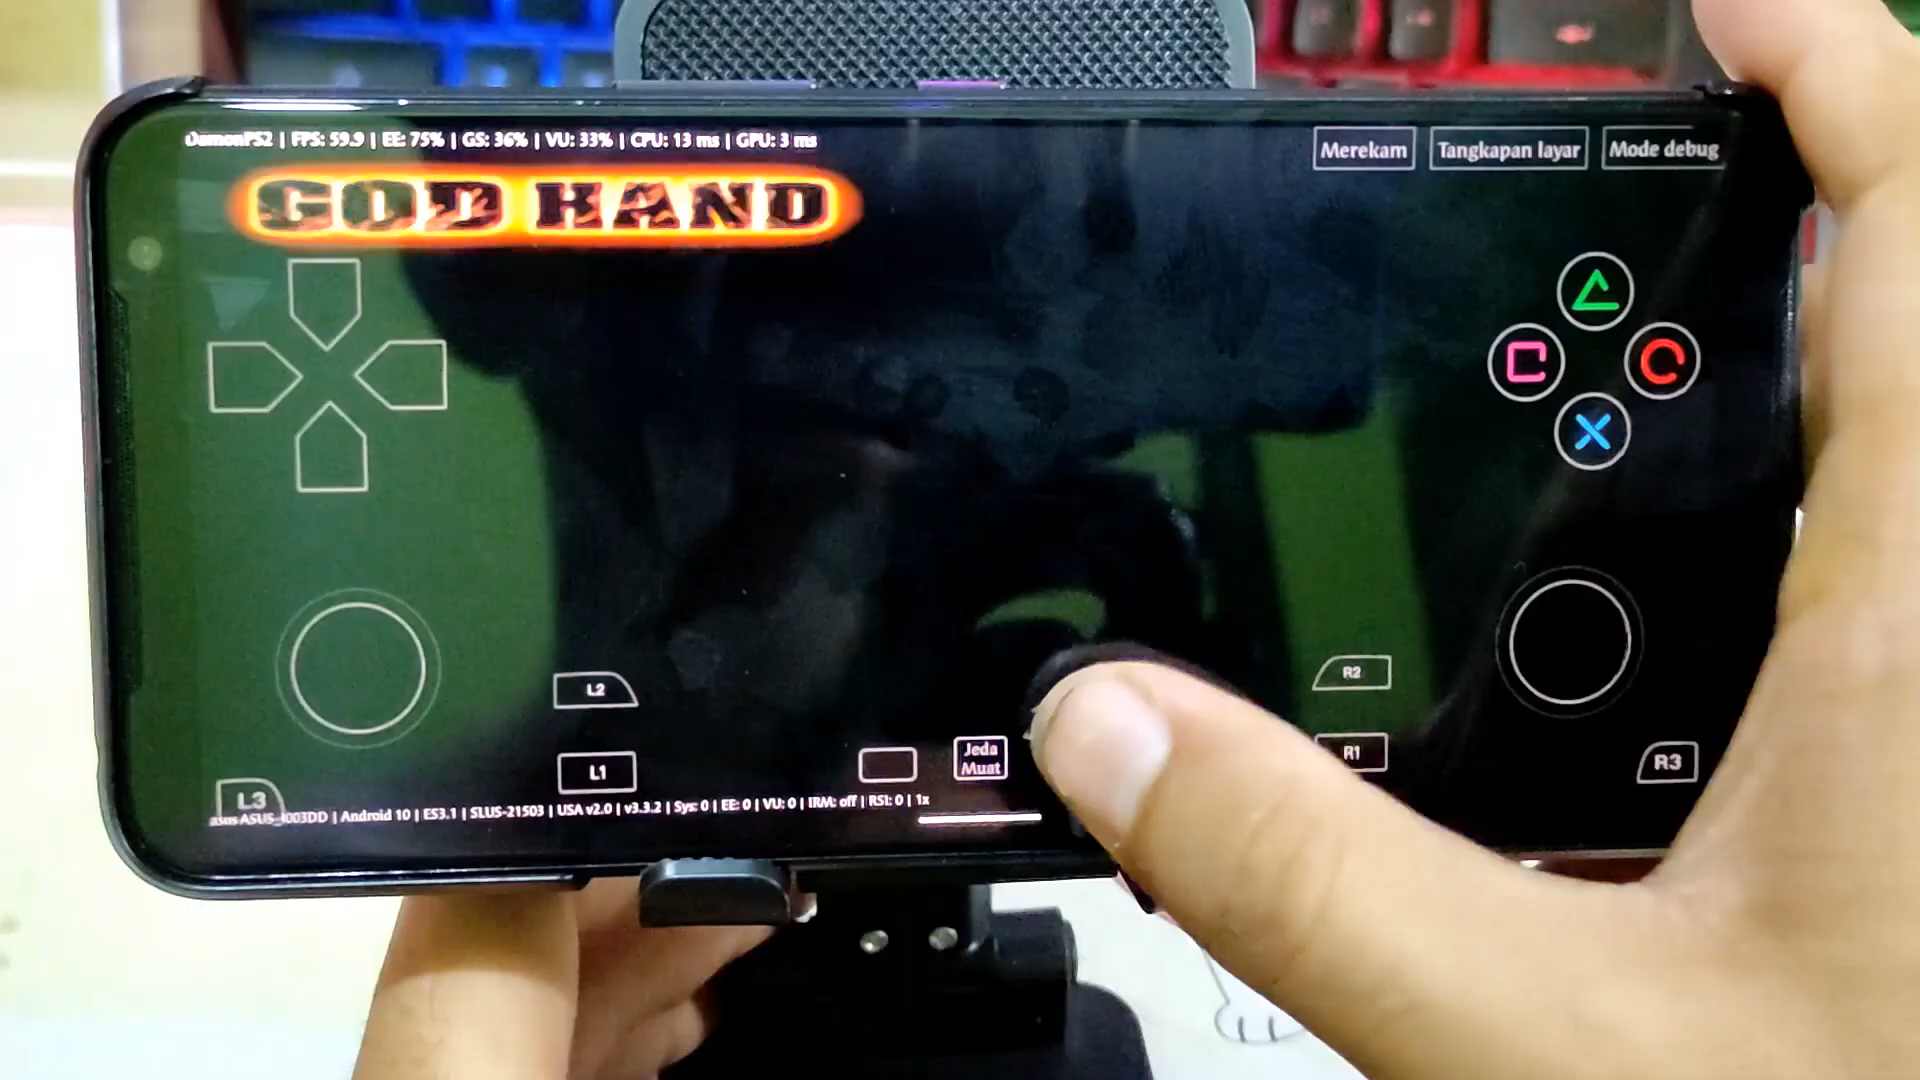 DamonPS2 | FPS: 59.9 | EE: 75% | GS: 36% | VU: 33% | CPU: 13 ms | GPU: 3 ms
Merekam
Tangkapan layar
Mode debug
GOD HAND
L2
R2
L1
Jeda
Muat
R1
R3
L3
asus ASUS_I003DD | Android 10 | ES3.1 | SLUS-21503 | USA v2.0 | v3.3.2 | Sys: 0 | EE: 0 | VU: 0 | IRM: off | RSI: 0 | 1x